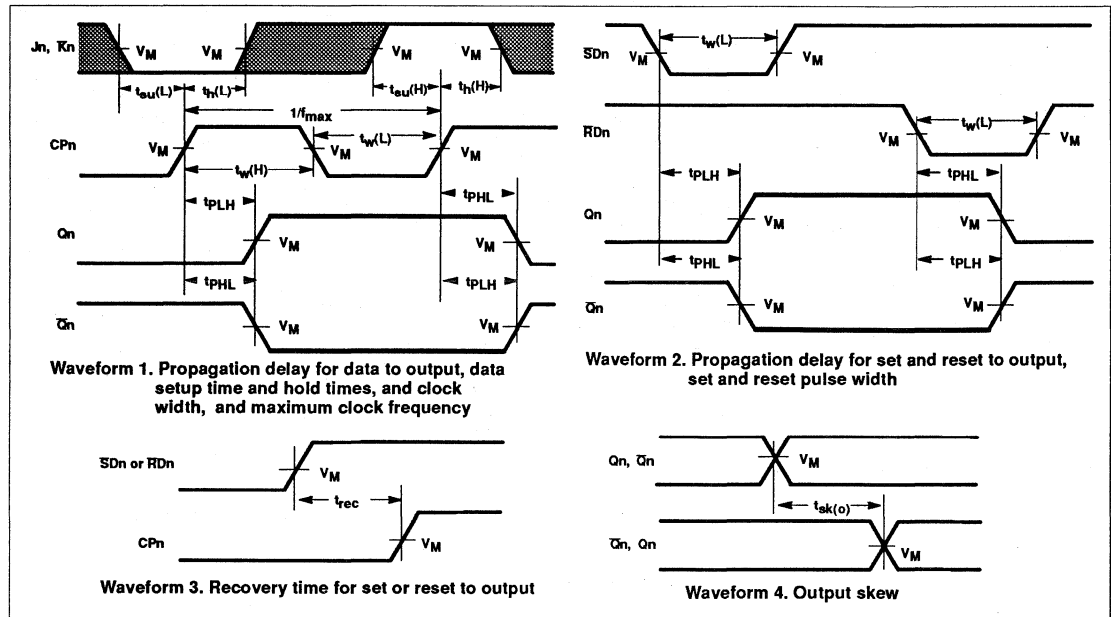 Jn, K̅n
VM VM VM VM
tsu(L) th(L) tsu(H) th(H)
1/fmax
CPn
VM tw(H) VM tw(L) VM
tPLH tPHL
Qn
VM VM
tPHL tPLH
Q̅n
VM VM
Waveform 1. Propagation delay for data to output, data
setup time and hold times, and clock
width, and maximum clock frequency
S̅Dn
VM tw(L) VM
R̅Dn
VM tw(L) VM
tPLH tPHL
Qn
VM VM
tPHL tPLH
Q̅n
VM VM
Waveform 2. Propagation delay for set and reset to output,
set and reset pulse width
S̅Dn or R̅Dn
VM
trec
CPn
VM
Waveform 3. Recovery time for set or reset to output
Qn, Q̅n
VM
tsk(o)
Q̅n, Qn
VM
Waveform 4. Output skew